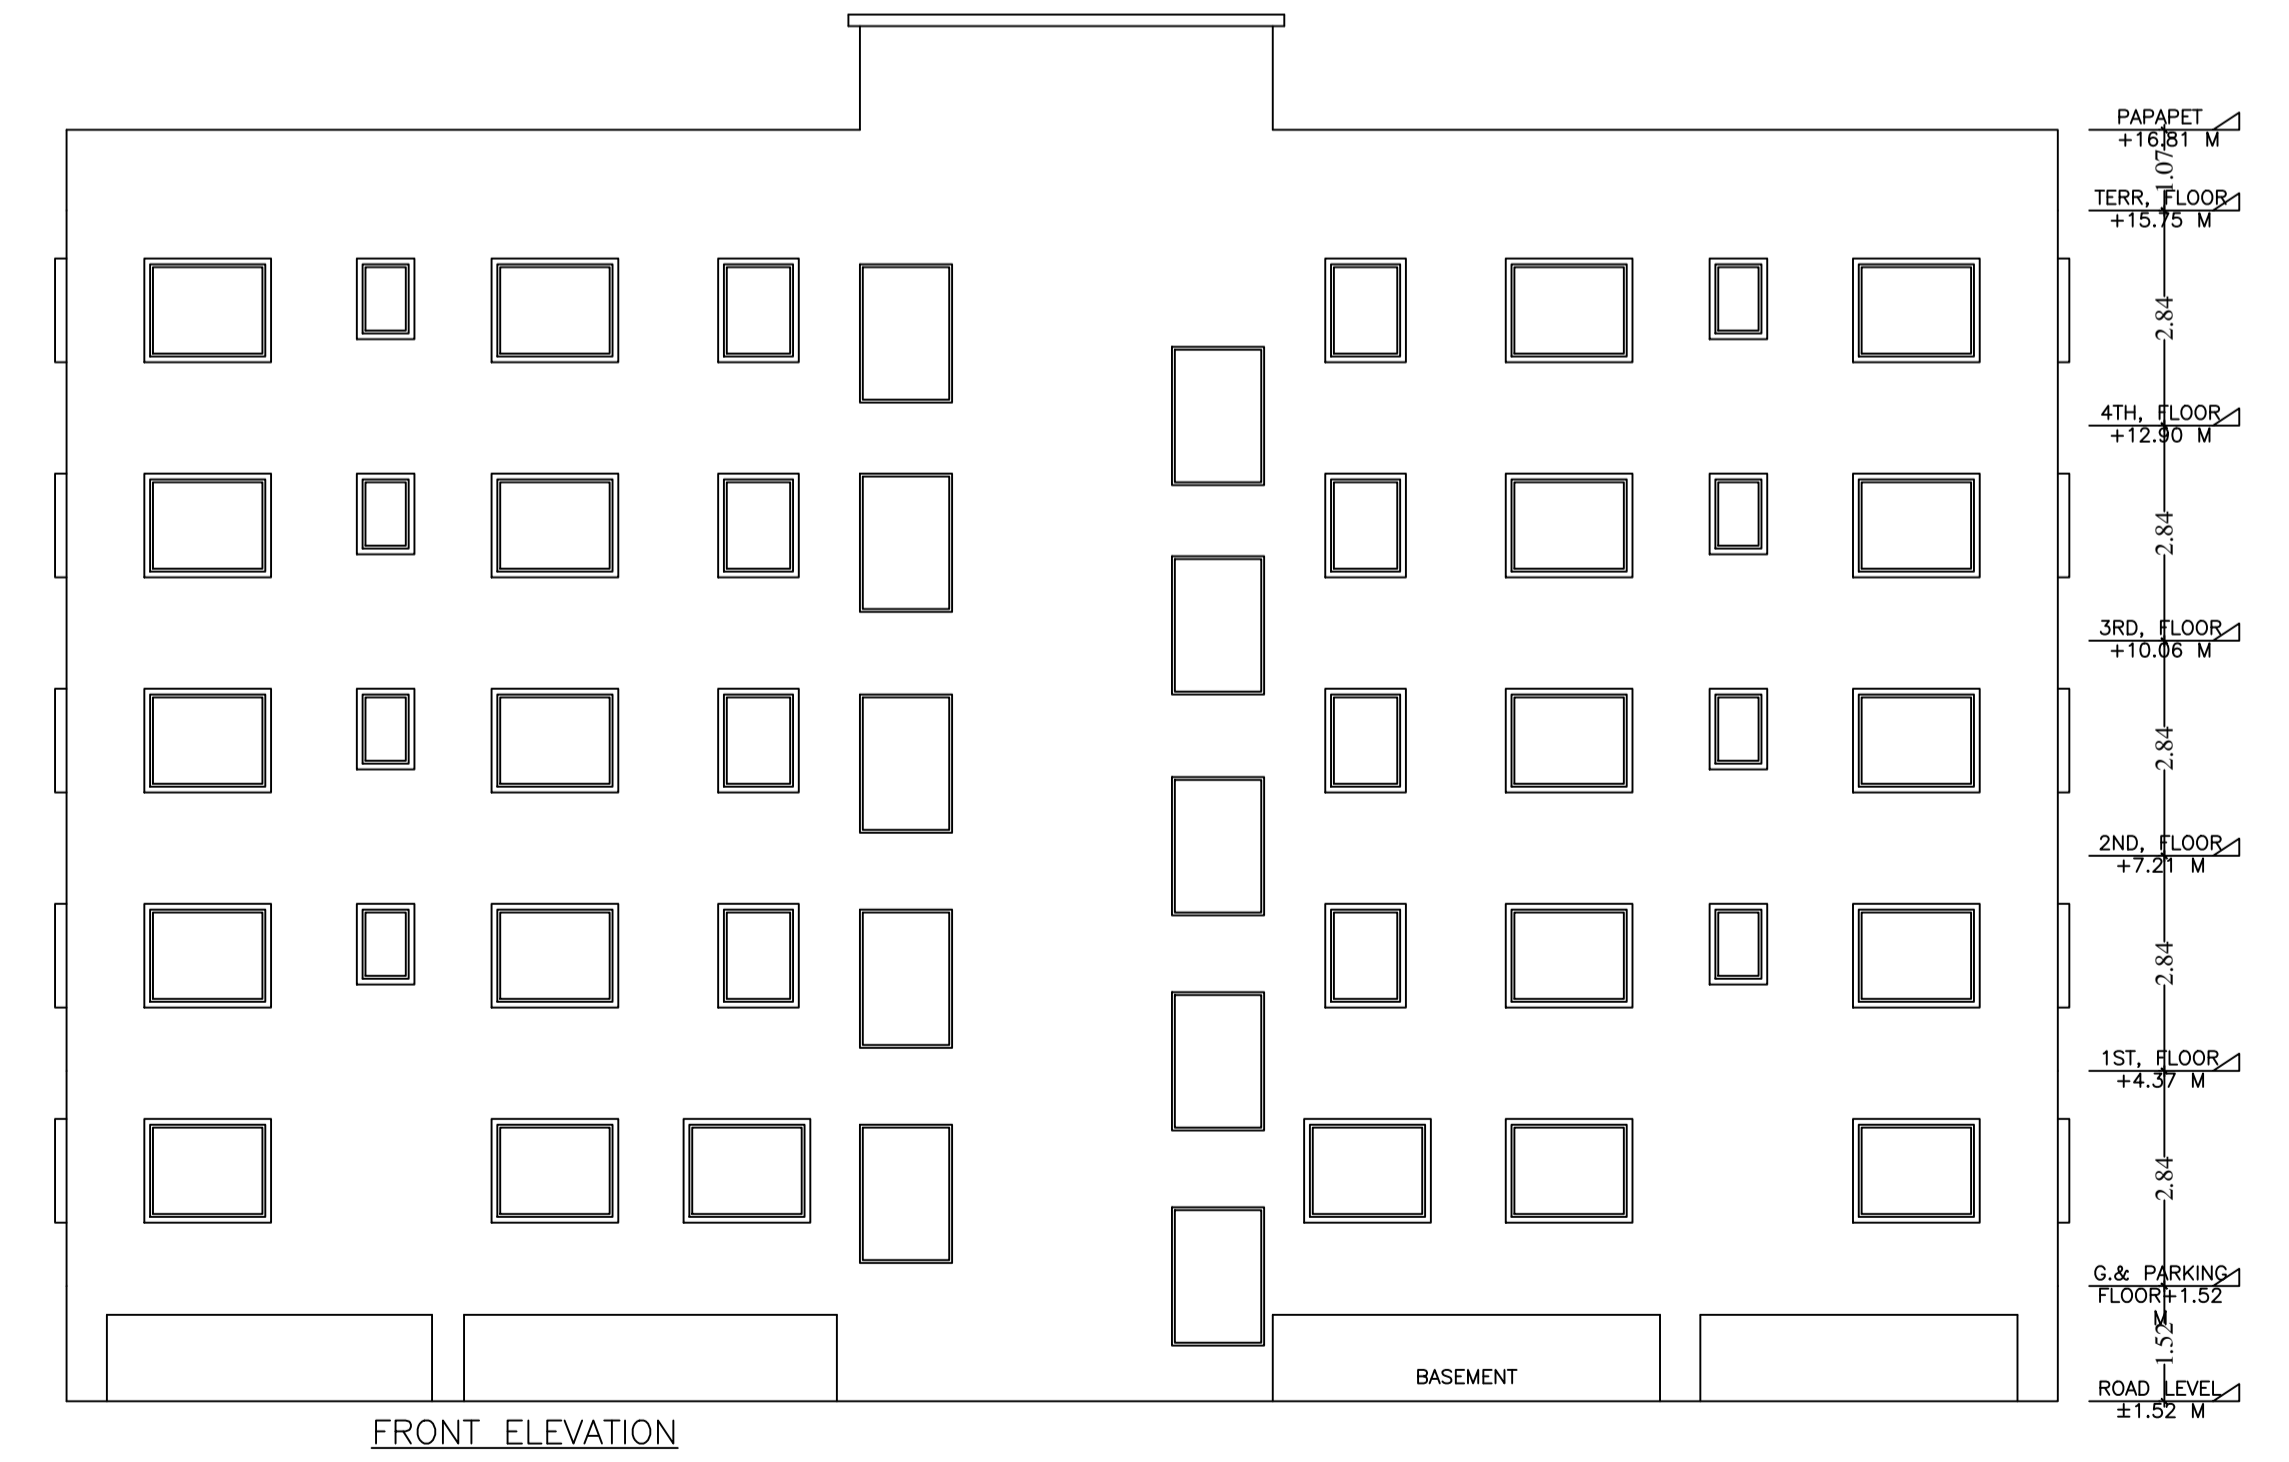 PAPAPET
+16.81 M
1.07
TERR, FLOOR
+15.75 M
2.84
4TH, FLOOR
+12.90 M
2.84
3RD, FLOOR
+10.06 M
2.84
2ND, FLOOR
+7.21 M
2.84
1ST, FLOOR
+4.37 M
2.84
G.& PARKING
FLOOR+1.52
M
1.52
BASEMENT
ROAD LEVEL
±1.52 M
FRONT ELEVATION